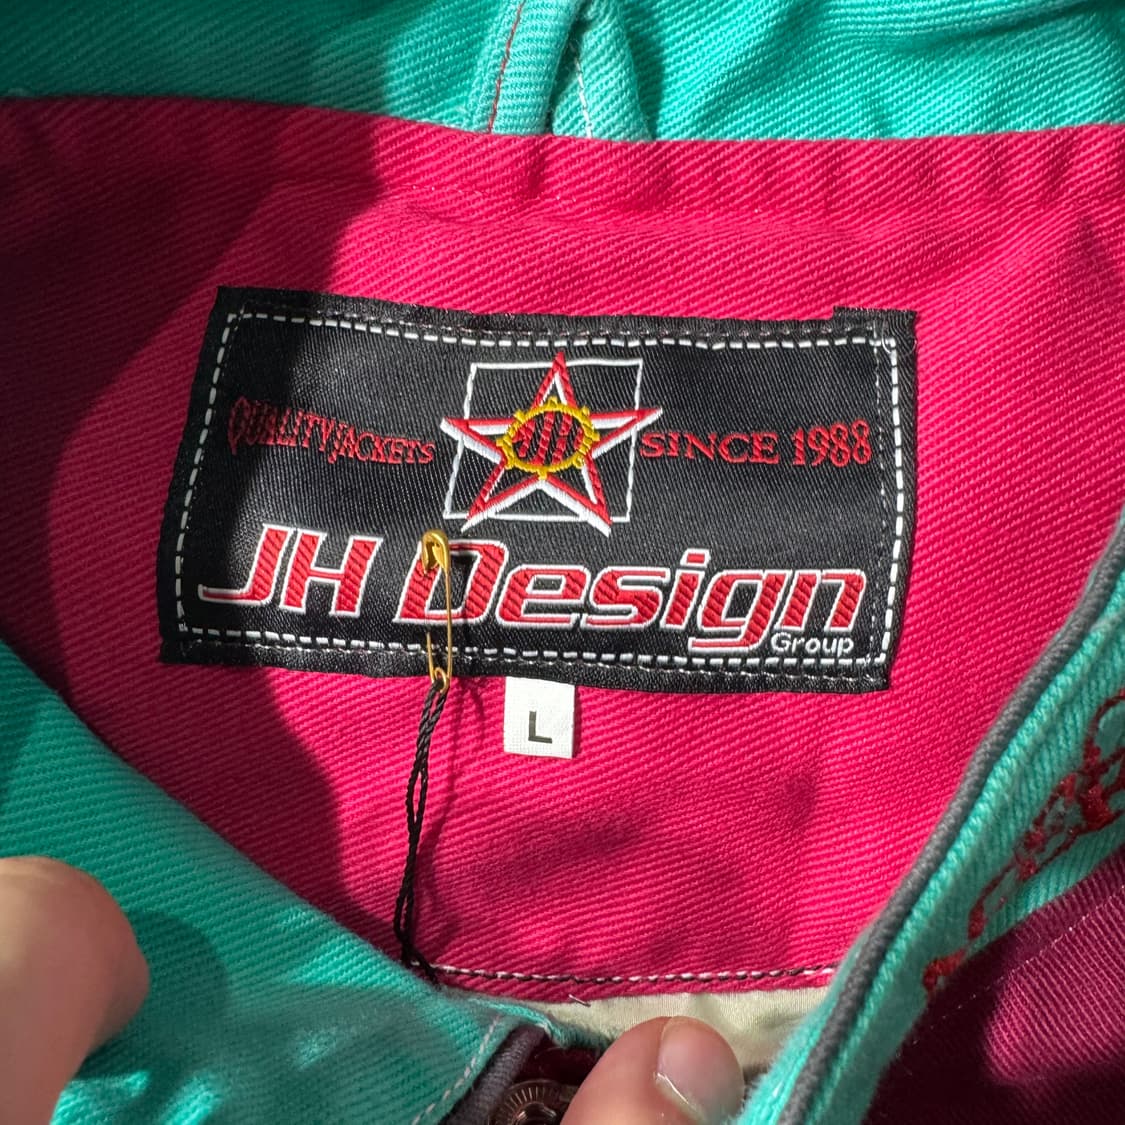 QUALITY JACKETS
SINCE 1988
JH Design
Group
L